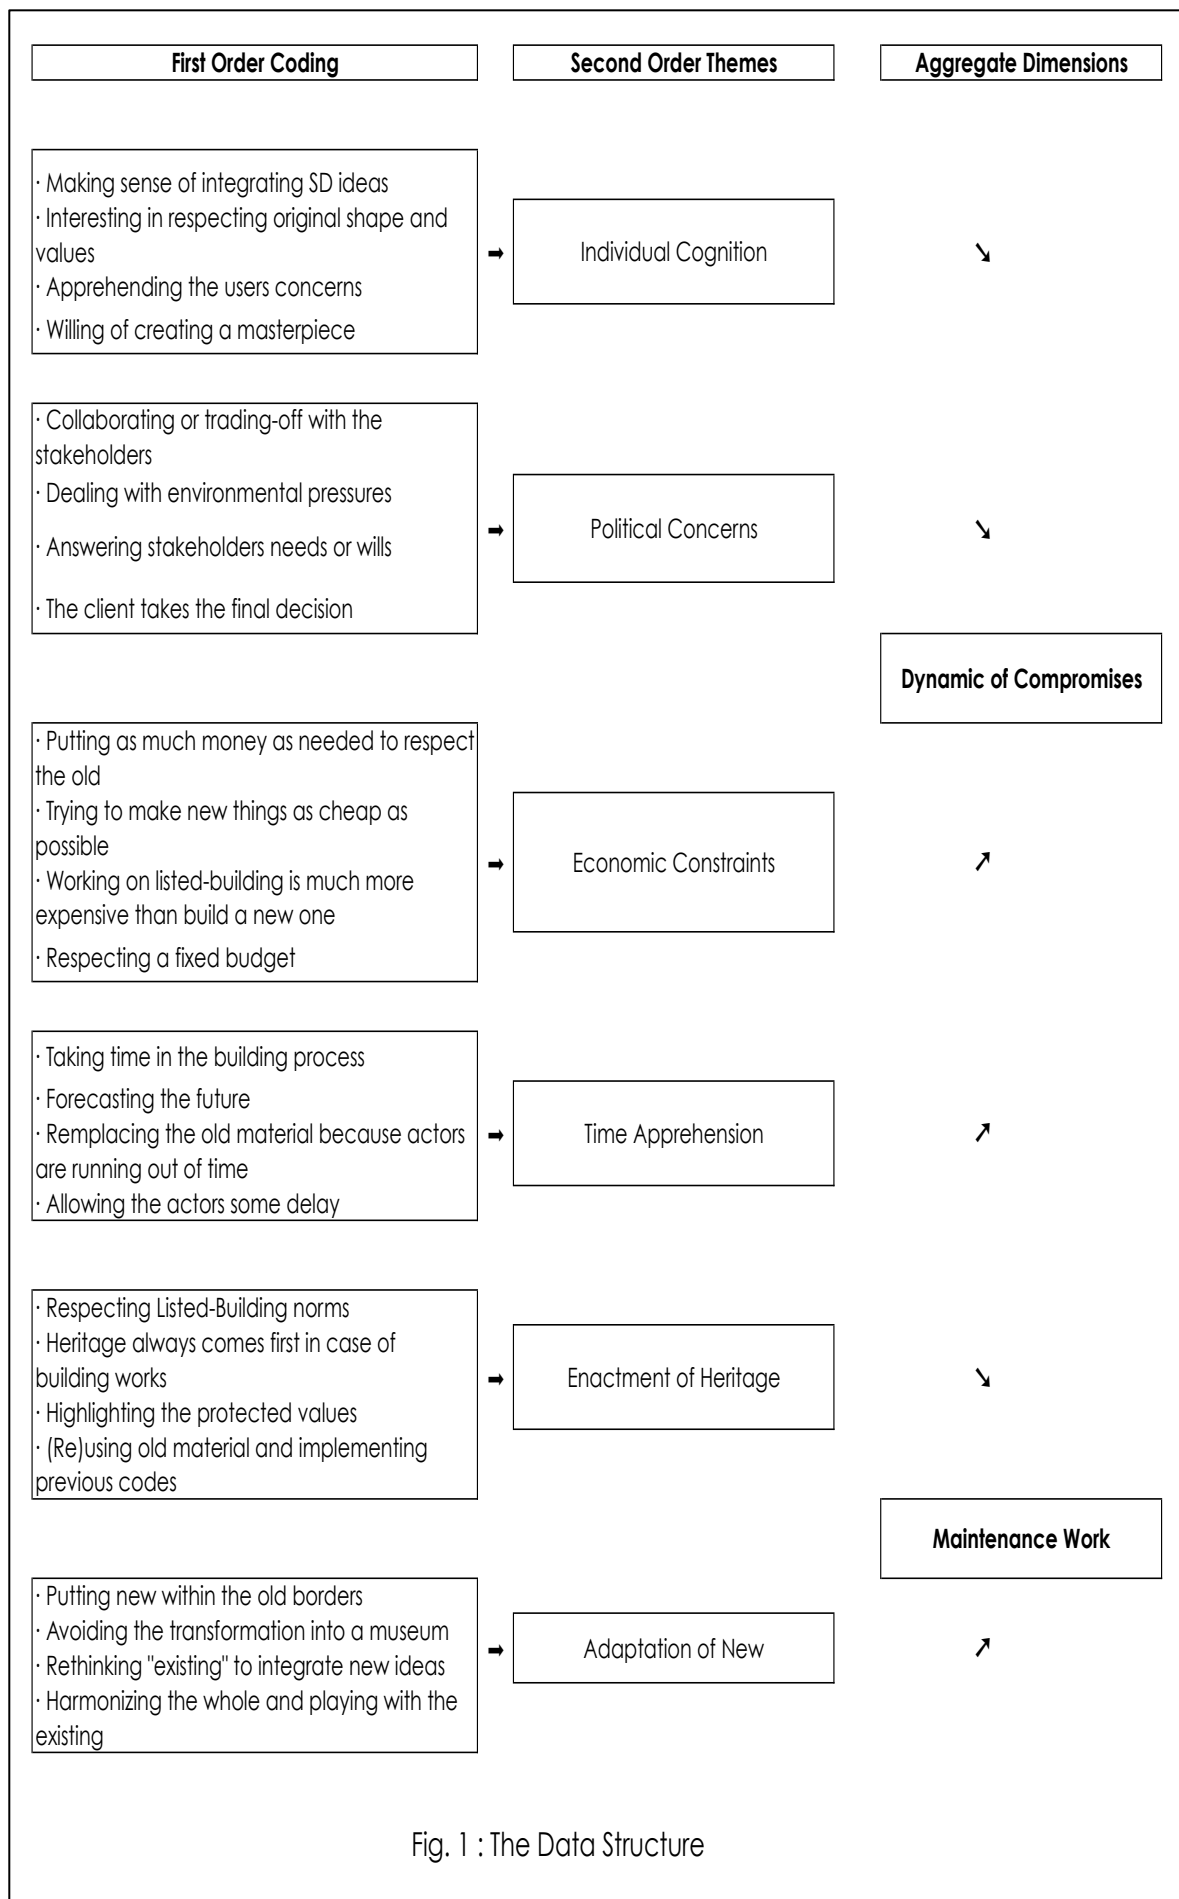 First Order Coding
Second Order Themes
Aggregate Dimensions
· Making sense of integrating SD ideas
· Interesting in respecting original shape and
values
· Apprehending the users concerns
· Willing of creating a masterpiece
➡
Individual Cognition
➘
· Collaborating or trading-off with the
stakeholders
· Dealing with environmental pressures
· Answering stakeholders needs or wills
· The client takes the final decision
➡
Political Concerns
➘
Dynamic of Compromises
· Putting as much money as needed to respect
the old
· Trying to make new things as cheap as
possible
· Working on listed-building is much more
expensive than build a new one
· Respecting a fixed budget
➡
Economic Constraints
➚
· Taking time in the building process
· Forecasting the future
· Remplacing the old material because actors
are running out of time
· Allowing the actors some delay
➡
Time Apprehension
➚
· Respecting Listed-Building norms
· Heritage always comes first in case of
building works
· Highlighting the protected values
· (Re)using old material and implementing
previous codes
➡
Enactment of Heritage
➘
Maintenance Work
· Putting new within the old borders
· Avoiding the transformation into a museum
· Rethinking "existing" to integrate new ideas
· Harmonizing the whole and playing with the
existing
➡
Adaptation of New
➚
Fig. 1 : The Data Structure